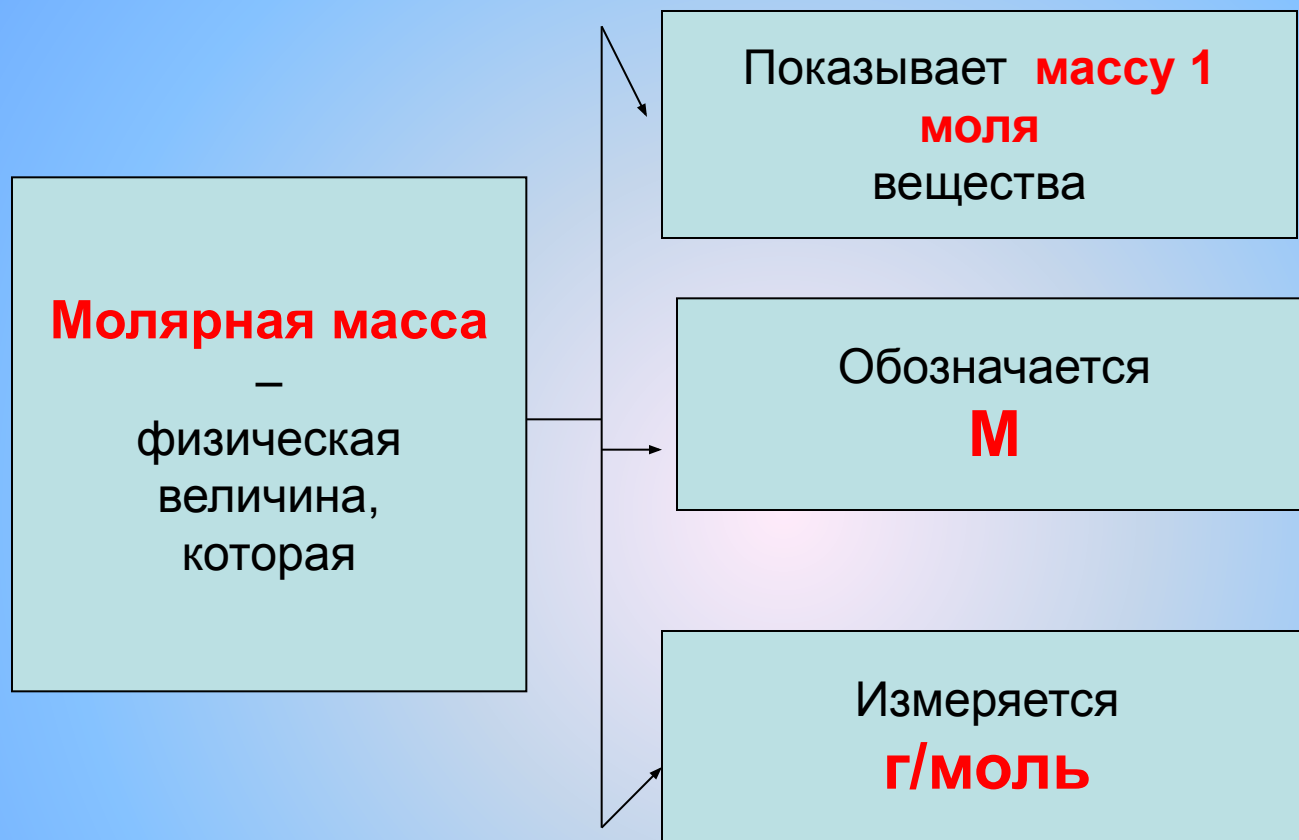 Молярная масса
–
физическая
величина,
которая
Показывает массу 1
моля
вещества
Обозначается
М
Измеряется
г/моль